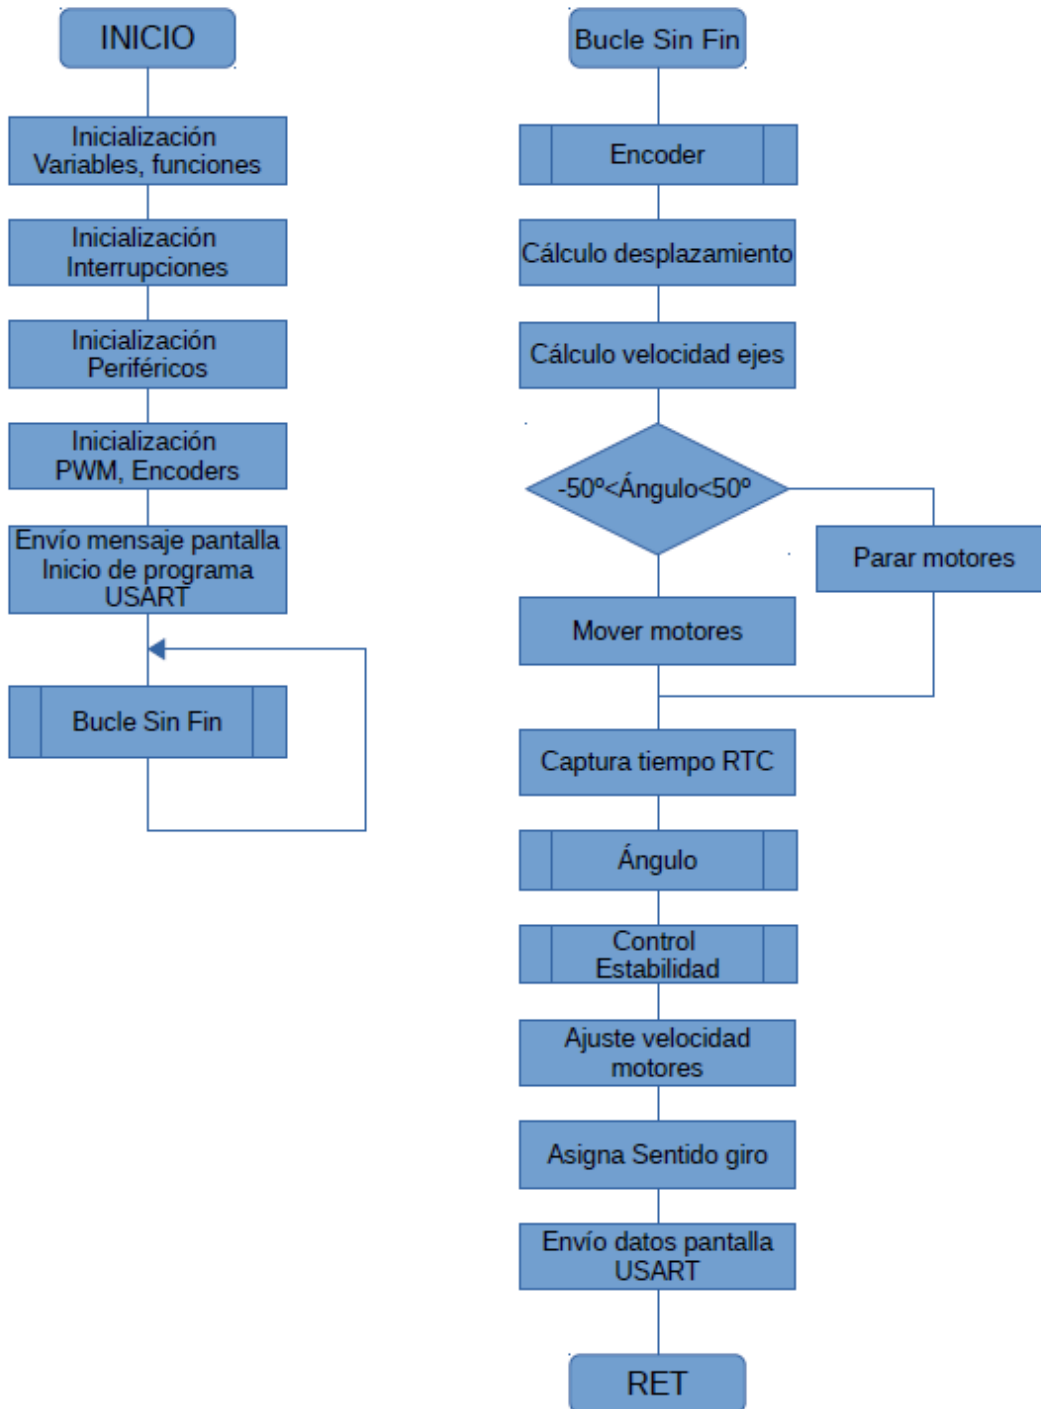 INICIO
Inicialización
Variables, funciones
Inicialización
Interrupciones
Inicialización
Periféricos
Inicialización
PWM, Encoders
Envío mensaje pantalla
Inicio de programa
USART
Bucle Sin Fin
Bucle Sin Fin
Encoder
Cálculo desplazamiento
Cálculo velocidad ejes
-50º<Ángulo<50º
Parar motores
Mover motores
Captura tiempo RTC
Ángulo
Control
Estabilidad
Ajuste velocidad
motores
Asigna Sentido giro
Envío datos pantalla
USART
RET